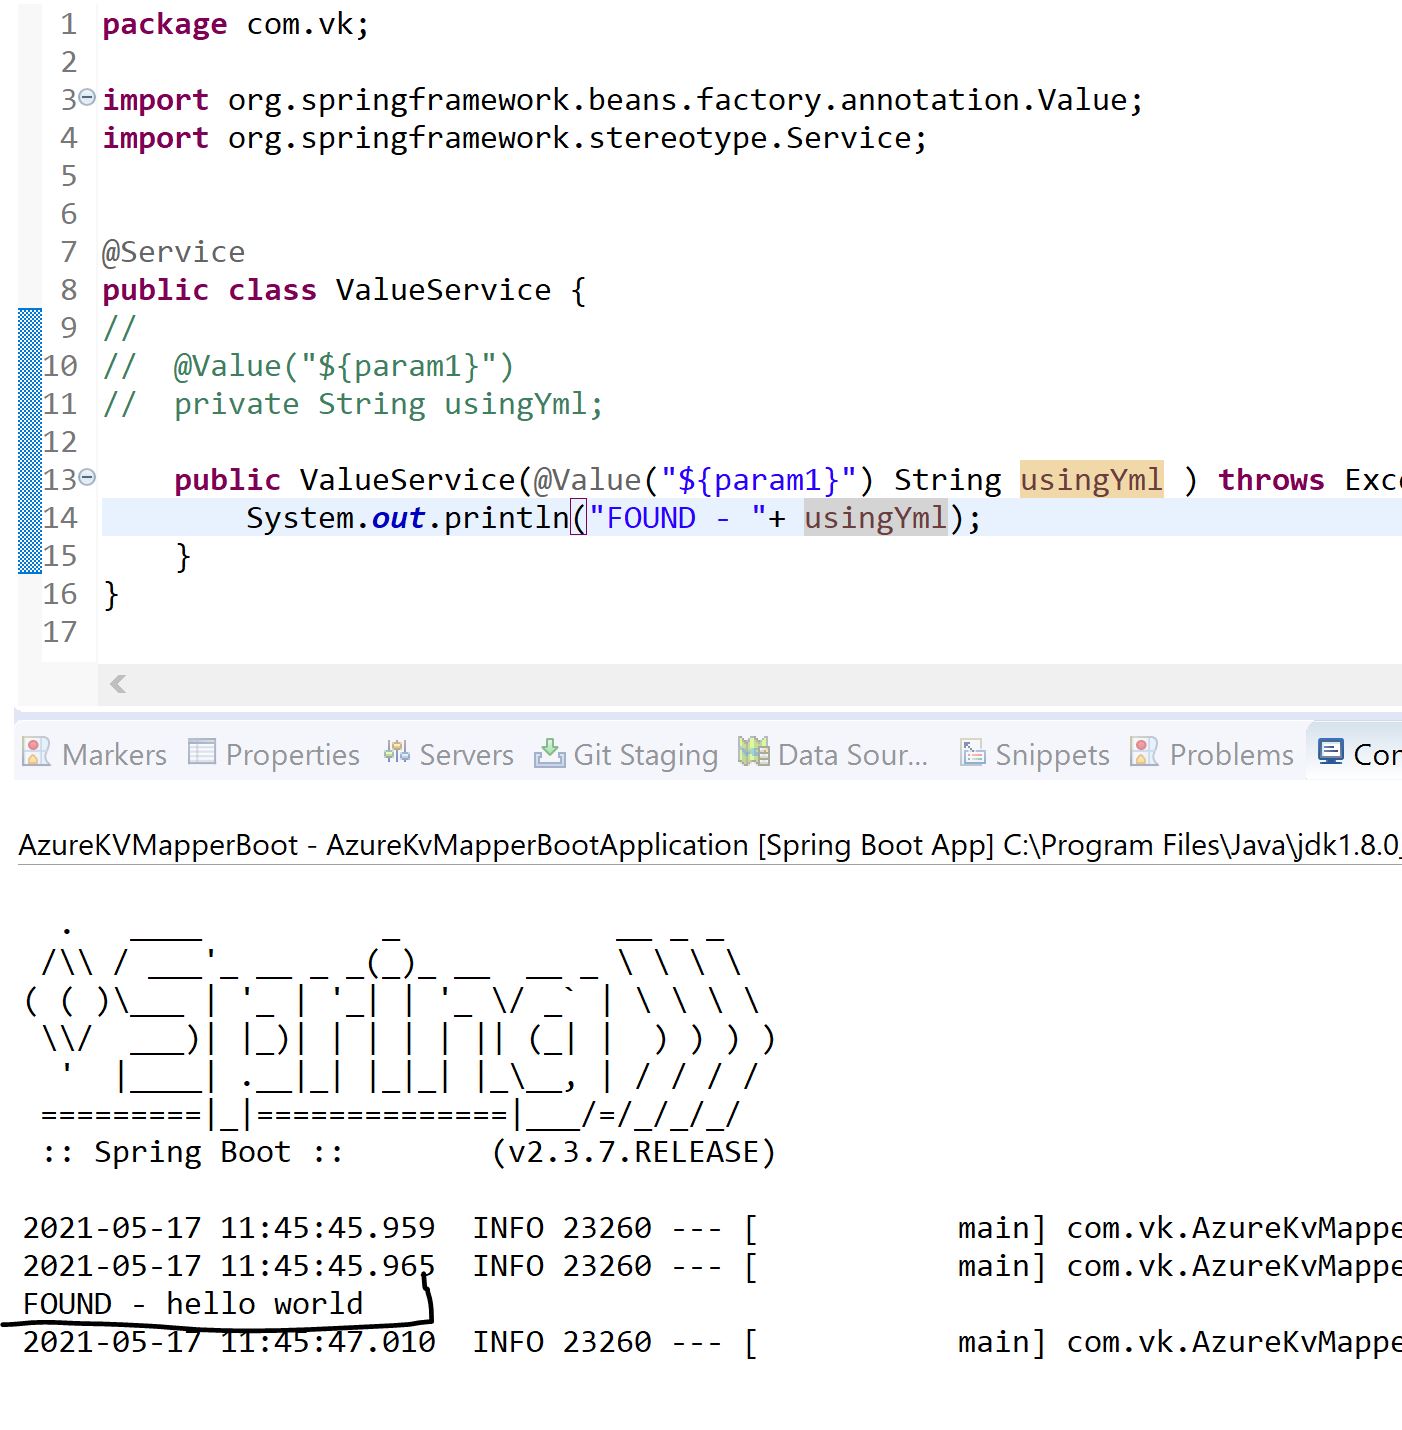 1 package com.vk;
2
3 import org.springframework.beans.factory.annotation.Value;
4 import org.springframework.stereotype.Service;
5
6
7 @Service
8 public class ValueService {
9 //
10 //  @Value("${param1}")
11 //  private String usingYml;
12
13     public ValueService(@Value("${param1}") String usingYml ) throws Exc
14         System.out.println("FOUND - "+ usingYml);
15     }
16 }
17
Markers Properties Servers Git Staging Data Sour... Snippets Problems Con
AzureKVMapperBoot - AzureKvMapperBootApplication [Spring Boot App] C:\Program Files\Java\jdk1.8.0_
  .   ____          _            __ _ _
 /\\ / ___'_ __ _ _(_)_ __  __ _ \ \ \ \
( ( )\___ | '_ | '_| | '_ \/ _` | \ \ \ \
 \\/  ___)| |_)| | | | | || (_| |  ) ) ) )
  '  |____| .__|_| |_|_| |_\__, | / / / /
 =========|_|==============|___/=/_/_/_/
 :: Spring Boot ::        (v2.3.7.RELEASE)
2021-05-17 11:45:45.959  INFO 23260 --- [           main] com.vk.AzureKvMappe
2021-05-17 11:45:45.965  INFO 23260 --- [           main] com.vk.AzureKvMappe
FOUND - hello world
2021-05-17 11:45:47.010  INFO 23260 --- [           main] com.vk.AzureKvMappe